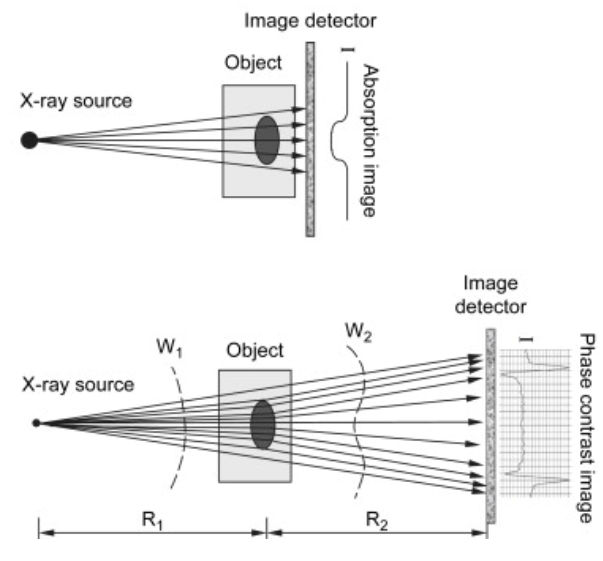 Image detector
Object
X-ray source
I
Absorption image
Image
detector
W1
W2
Object
X-ray source
I
Phase contrast image
R1
R2